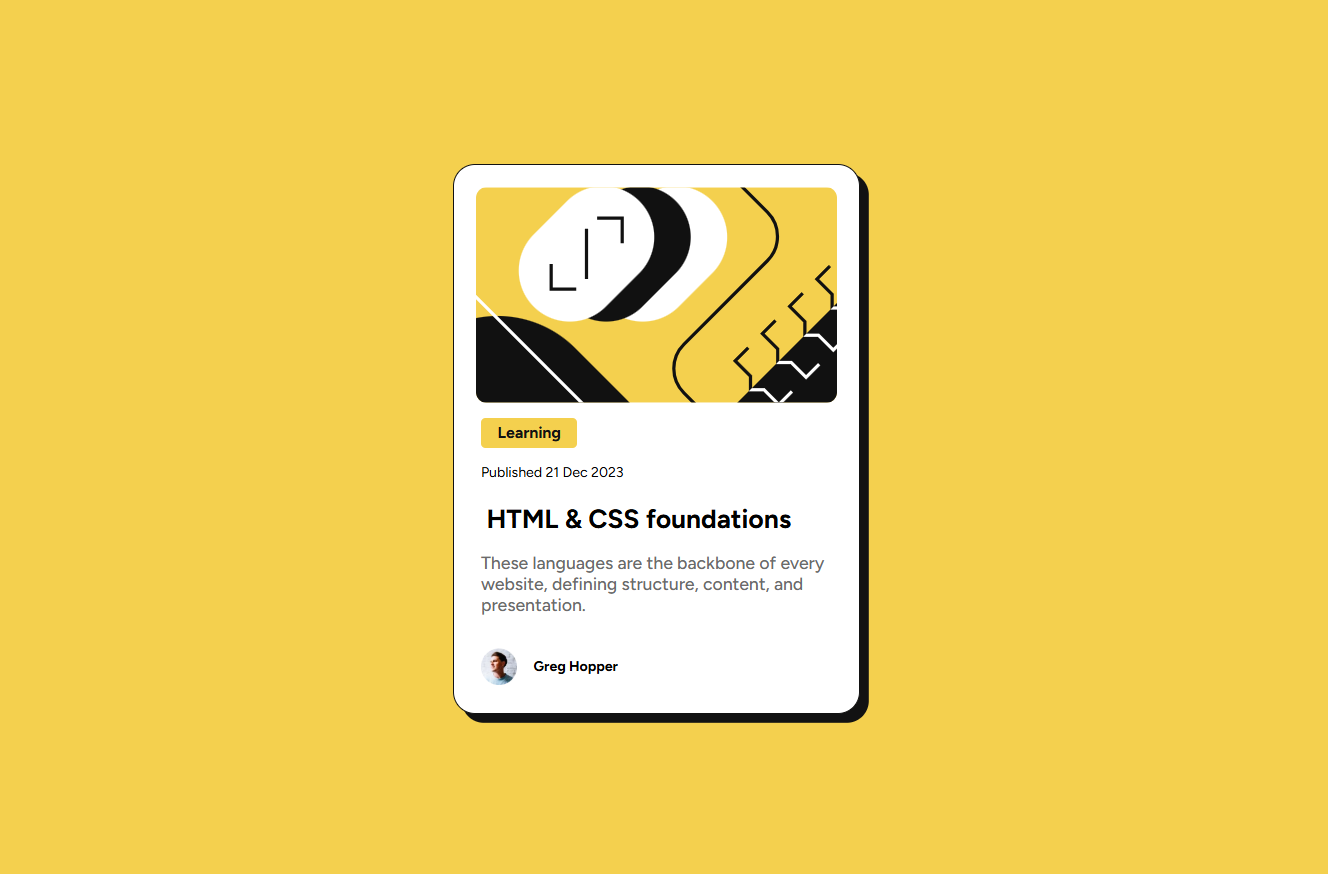 Learning
Published 21 Dec 2023
HTML & CSS foundations
These languages are the backbone of every
website, defining structure, content, and
presentation.
Greg Hopper